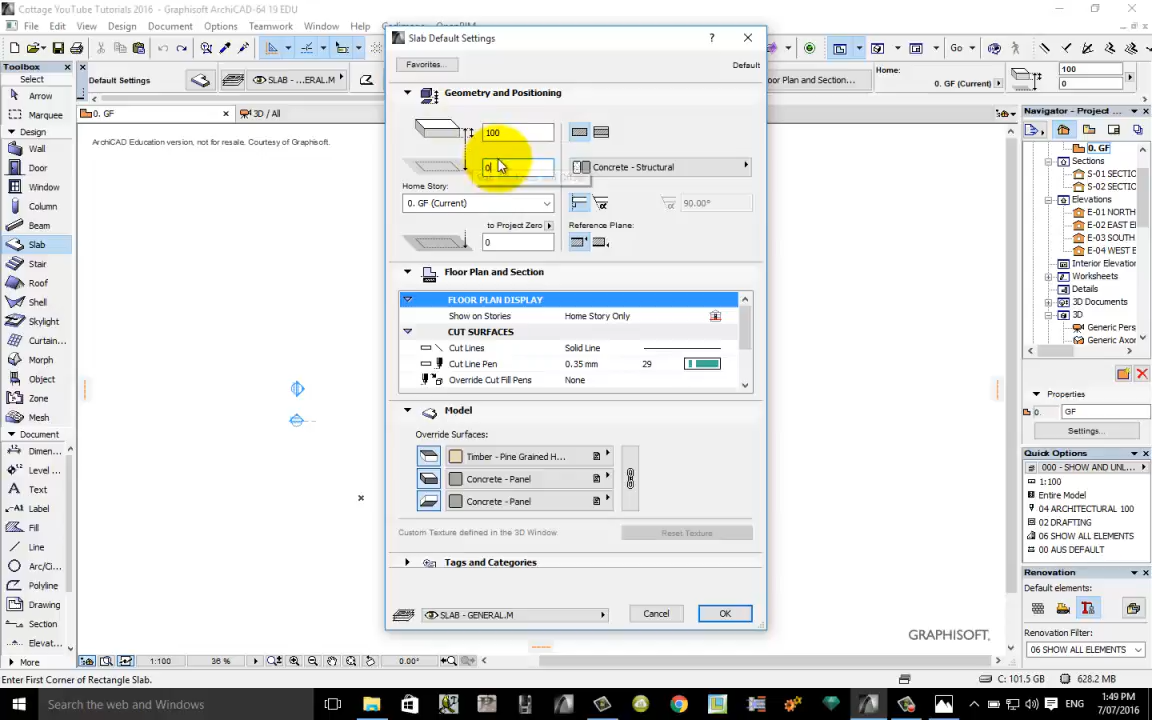 Cottage YouTube Tutorials 2016 - Graphisoft ArchiCAD-64 19 EDU
File Edit View Design Document Options Teamwork Window Help
Go
Toolbox
Select
Arrow
Marquee
Design
Wall
Door
Window
Column
Beam
Slab
Stair
Roof
Shell
Skylight
Curtain...
Morph
Object
Zone
Mesh
Document
Dimen...
Level ...
Text
Label
Fill
Line
Arc/Ci...
Polyline
Drawing
Section
Elevat...
More
Default Settings
SLAB - ...ERAL.M
loor Plan and Section...
Home:
0. GF (Current)
100
0
0. GF
3D / All
ArchiCAD Education version, not for resale. Courtesy of Graphisoft.
Slab Default Settings
?
Favorites...
Default
Geometry and Positioning
100
0
Concrete - Structural
Home Story:
0. GF (Current)
90.00°
to Project Zero
Reference Plane:
0
Floor Plan and Section
FLOOR PLAN DISPLAY
Show on Stories Home Story Only
CUT SURFACES
Cut Lines Solid Line
Cut Line Pen 0.35 mm 29
Override Cut Fill Pens None
Model
Override Surfaces:
Timber - Pine Grained H...
Concrete - Panel
Concrete - Panel
Custom Texture defined in the 3D Window
Reset Texture
Tags and Categories
SLAB - GENERAL.M
Cancel
OK
Navigator - Project ...
0. GF
Sections
S-01 SECTIC
S-02 SECTIC
Elevations
E-01 NORTH
E-02 EAST E
E-03 SOUTH
E-04 WEST E
Interior Elevatio
Worksheets
Details
3D Documents
3D
Generic Pers
Generic Axon
Properties
0. GF
Settings...
Quick Options
000 - SHOW AND UNL...
1:100
Entire Model
04 ARCHITECTURAL 100
02 DRAFTING
06 SHOW ALL ELEMENTS
00 AUS DEFAULT
Renovation
Default elements:
Renovation Filter:
06 SHOW ALL ELEMENTS
GRAPHISOFT.
1:100
36 %
0.00°
Enter First Corner of Rectangle Slab.
C: 101.5 GB
628.2 MB
Search the web and Windows
ENG
1:49 PM
7/07/2016